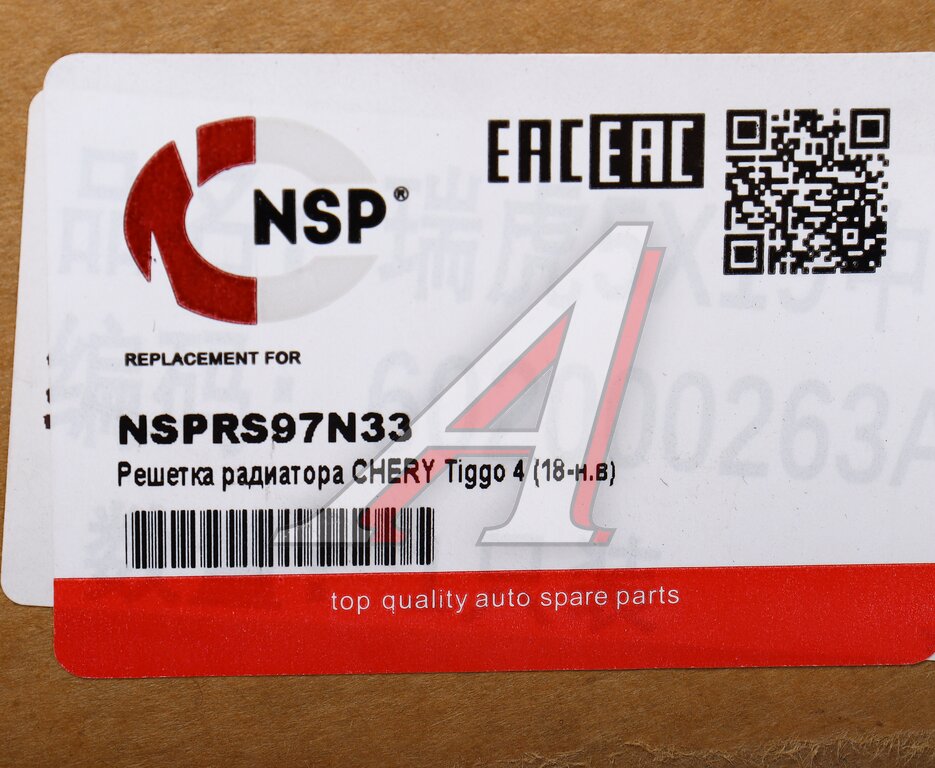 NSP®
EAC EAC
REPLACEMENT FOR
NSPRS97N33
Решетка радиатора CHERY Tiggo 4 (18-н.в)
top quality auto spare parts